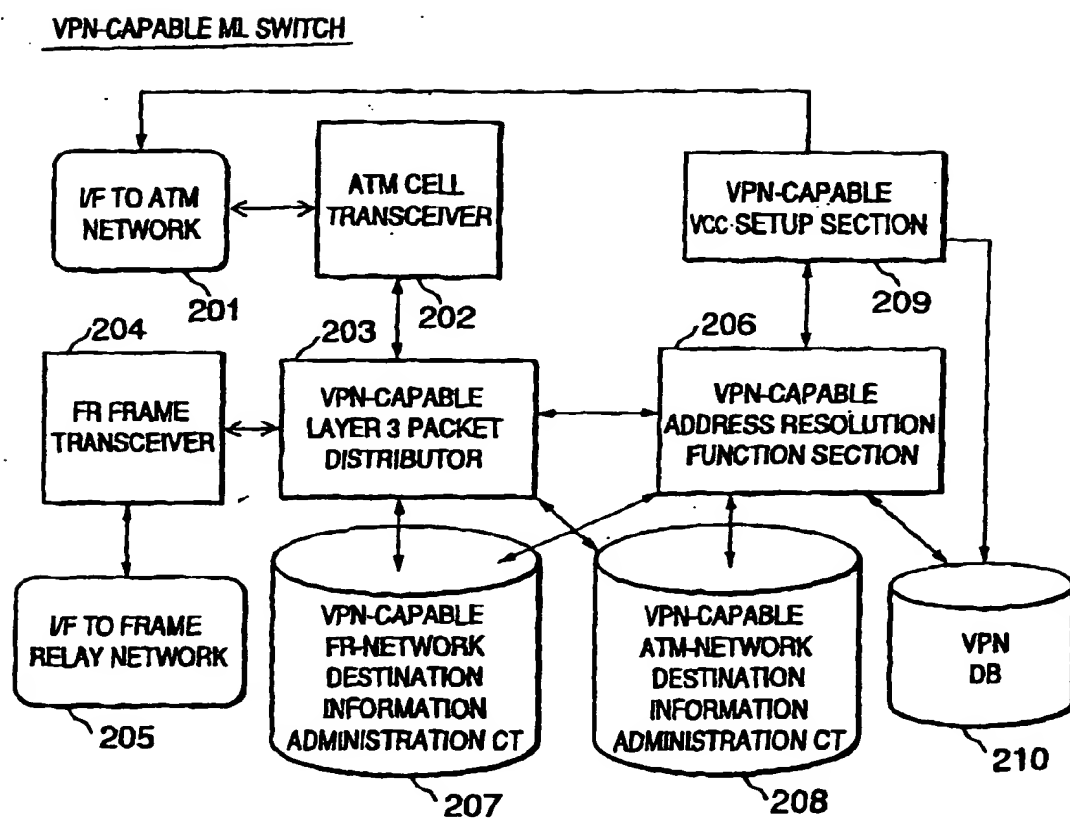 VPN-CAPABLE ML SWITCH
I/F TO ATM
NETWORK
201
ATM CELL
TRANSCEIVER
202
VPN-CAPABLE
VCC SETUP SECTION
209
204
FR FRAME
TRANSCEIVER
203
VPN-CAPABLE
LAYER 3 PACKET
DISTRIBUTOR
206
VPN-CAPABLE
ADDRESS RESOLUTION
FUNCTION SECTION
I/F TO FRAME
RELAY NETWORK
205
VPN-CAPABLE
FR-NETWORK
DESTINATION
INFORMATION
ADMINISTRATION CT
207
VPN-CAPABLE
ATM-NETWORK
DESTINATION
INFORMATION
ADMINISTRATION CT
208
VPN
DB
210